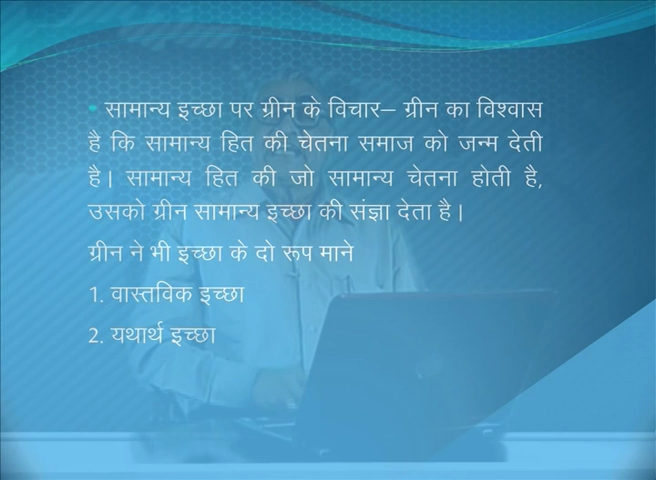 • सामान्य इच्छा पर ग्रीन के विचार– ग्रीन का विश्वास
है कि सामान्य हित की चेतना समाज को जन्म देती
है। सामान्य हित की जो सामान्य चेतना होती है,
उसको ग्रीन सामान्य इच्छा की संज्ञा देता है।
ग्रीन ने भी इच्छा के दो रूप माने
1. वास्तविक इच्छा
2. यथार्थ इच्छा